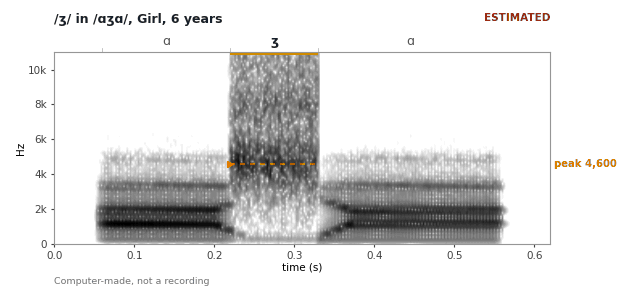 /ʒ/ in /ɑʒɑ/, Girl, 6 years
ESTIMATED
ɑ ʒ ɑ
10k
8k
6k
4k
2k
0
Hz
peak 4,600
0.0 0.1 0.2 0.3 0.4 0.5 0.6
time (s)
Computer-made, not a recording